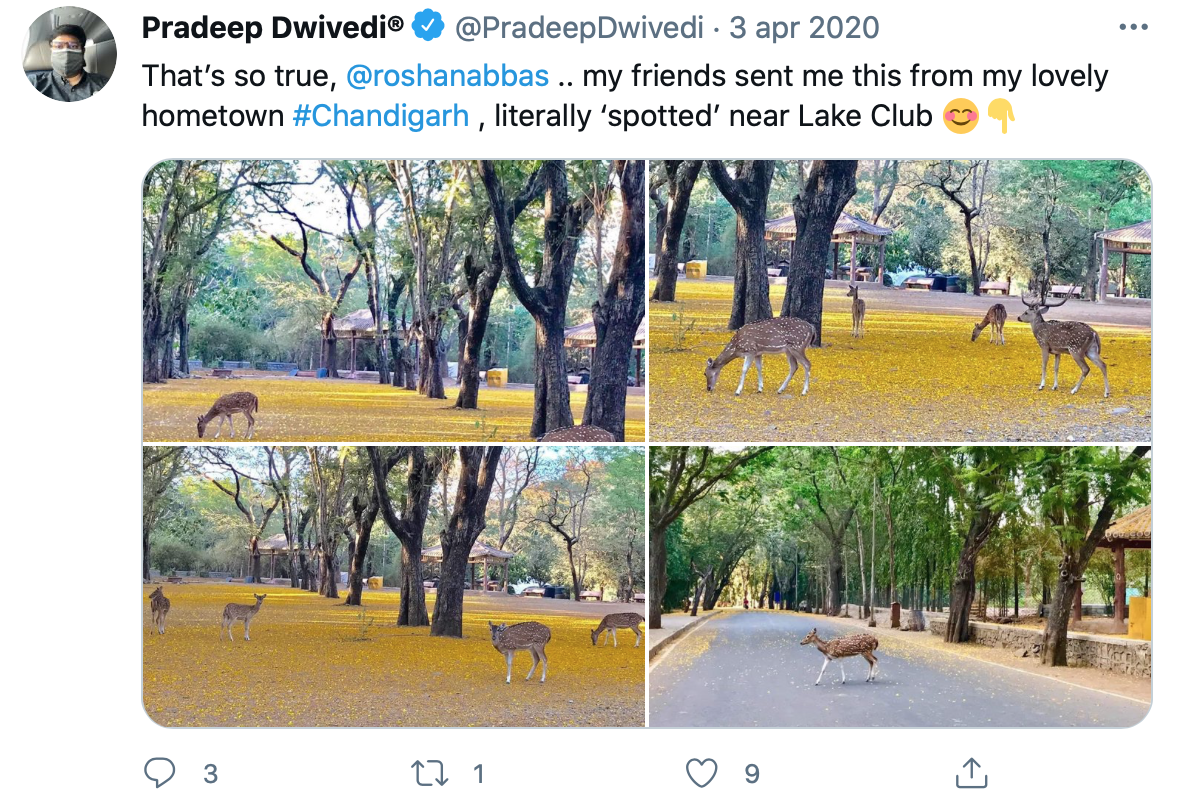 Pradeep Dwivedi® @PradeepDwivedi · 3 apr 2020
That’s so true, @roshanabbas .. my friends sent me this from my lovely
hometown #Chandigarh , literally ‘spotted’ near Lake Club 😊👇
3 1 9